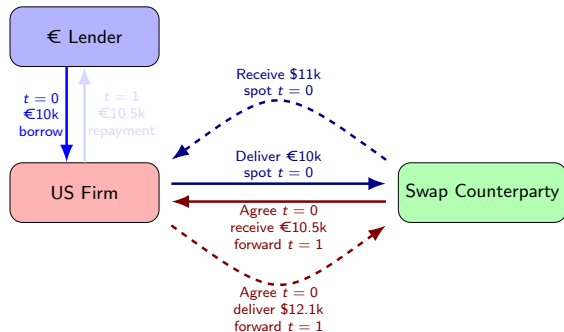 € Lender
t = 0
€10k
borrow
t = 1
€10.5k
repayment
Receive $11k
spot t = 0
US Firm
Deliver €10k
spot t = 0
Swap Counterparty
Agree t = 0
receive €10.5k
forward t = 1
Agree t = 0
deliver $12.1k
forward t = 1